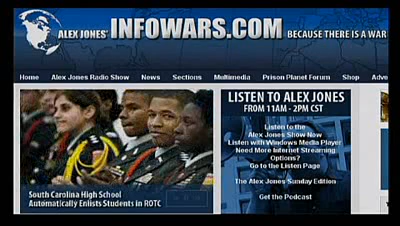 ALEX JONES' INFOWARS.COM BECAUSE THERE IS A WAR
Home Alex Jones Radio Show News Sections Multimedia Prison Planet Forum Shop Adve
LISTEN TO ALEX JONES
FROM 11AM - 2PM CST
Listen to the
Alex Jones Show Now
Listen with Windows Media Player
Need More Internet Streaming
Options?
Go to the Listen Page
The Alex Jones Sunday Edition
Get the Podcast
South Carolina High School
Automatically Enlists Students in ROTC